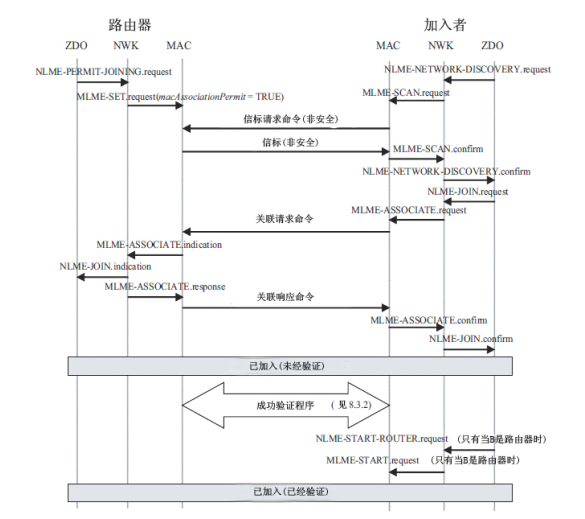 路由器 加入者
ZDO NWK MAC MAC NWK ZDO
NLME-PERMIT-JOINING.request NLME-NETWORK-DISCOVERY.request
MLME-SET.request(macAssociationPermit = TRUE) MLME-SCAN.request
信标请求命令(非安全)
信标(非安全) MLME-SCAN.confirm
NLME-NETWORK-DISCOVERY.confirm
NLME-JOIN.request
关联请求命令 MLME-ASSOCIATE.request
MLME-ASSOCIATE.indication
NLME-JOIN.indication
MLME-ASSOCIATE.response
关联响应命令
MLME-ASSOCIATE.confirm
NLME-JOIN.confirm
已加入(未经验证)
成功验证程序 (见8.3.2)
NLME-START-ROUTER.request (只有当B是路由器时)
MLME-START.request (只有当B是路由器时)
已加入(已经验证)